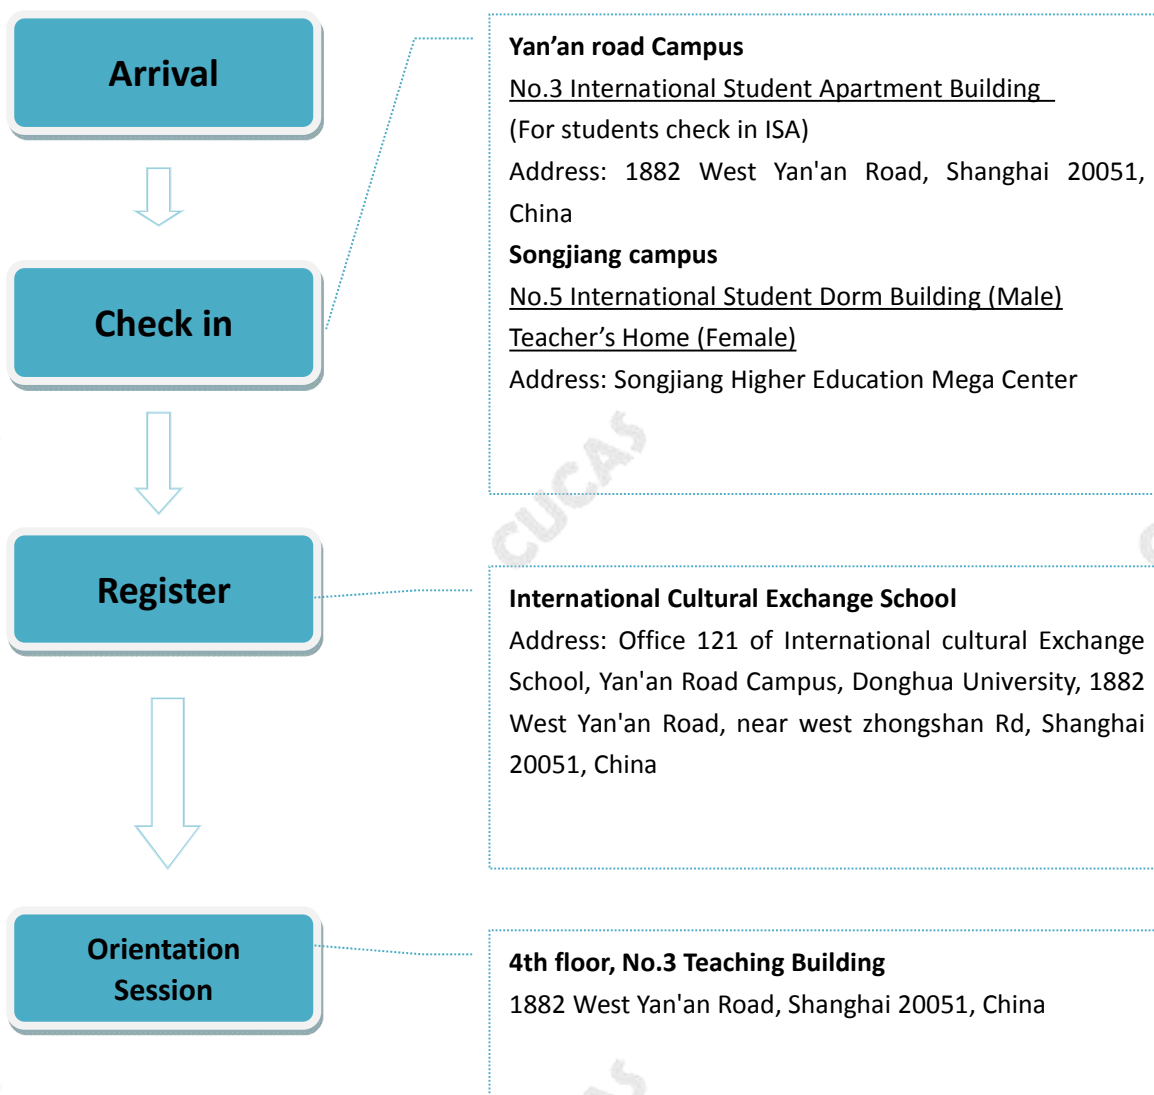 Arrival
Check in
Yan’an road Campus
No.3 International Student Apartment Building
(For students check in ISA)
Address: 1882 West Yan'an Road, Shanghai 20051,
China
Songjiang campus
No.5 International Student Dorm Building (Male)
Teacher’s Home (Female)
Address: Songjiang Higher Education Mega Center
CUCAS
Register
International Cultural Exchange School
Address: Office 121 of International cultural Exchange
School, Yan'an Road Campus, Donghua University, 1882
West Yan'an Road, near west zhongshan Rd, Shanghai
20051, China
Orientation
Session
4th floor, No.3 Teaching Building
1882 West Yan'an Road, Shanghai 20051, China